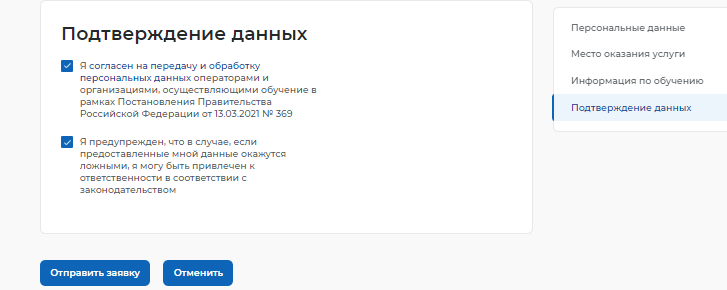 Подтверждение данных
Я согласен на передачу и обработку
персональных данных операторами и
организациями, осуществляющими обучение в
рамках Постановления Правительства
Российской Федерации от 13.03.2021 № 369
Я предупрежден, что в случае, если
предоставленные мной данные окажутся
ложными, я могу быть привлечен к
ответственности в соответствии с
законодательством
Отправить заявку
Отменить
Персональные данные
Место оказания услуги
Информация по обучению
Подтверждение данных